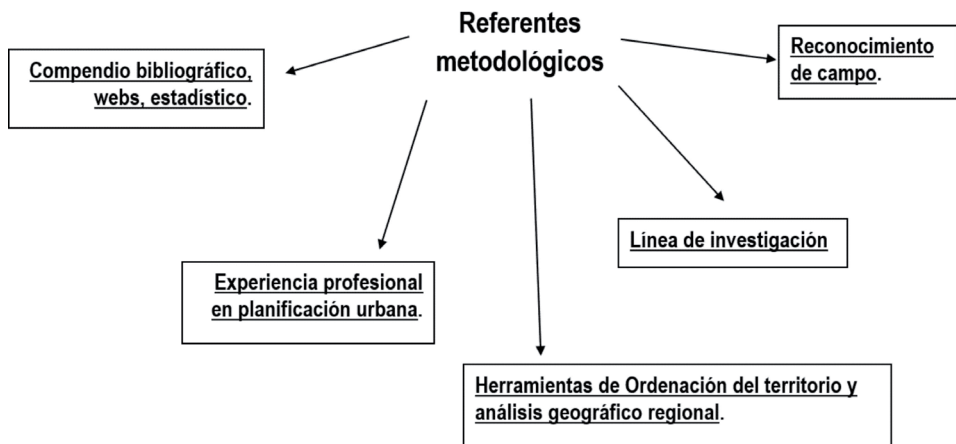 Referentes
metodológicos
Compendio bibliográfico,
webs, estadístico.
Reconocimiento
de campo.
Línea de investigación
Experiencia profesional
en planificación urbana.
Herramientas de Ordenación del territorio y
análisis geográfico regional.